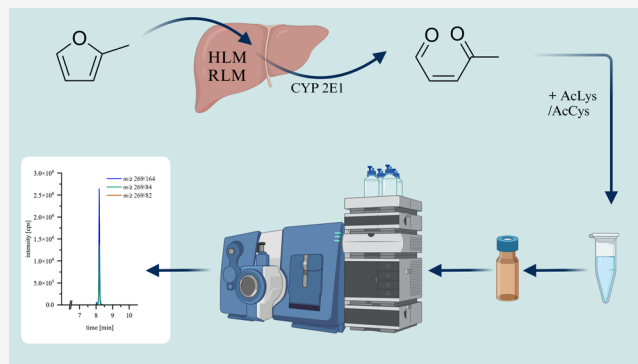 HLM
RLM
CYP 2E1
O
O
O
+ AcLys
/AcCys
m/z 269/164
m/z 269/84
m/z 269/82
3.0×10⁶
2.5×10⁶
2.0×10⁶
1.5×10⁶
1.0×10⁶
5.0×10⁵
0.0
intensity [cps]
7 8 9 10
time [min]